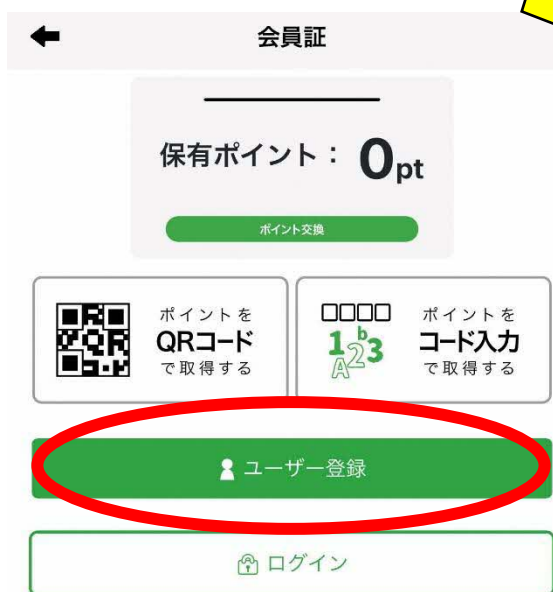 会員証
保有ポイント： 0pt
ポイント交換
ポイントを
QRコード
で取得する
ポイントを
コード入力
で取得する
ユーザー登録
ログイン